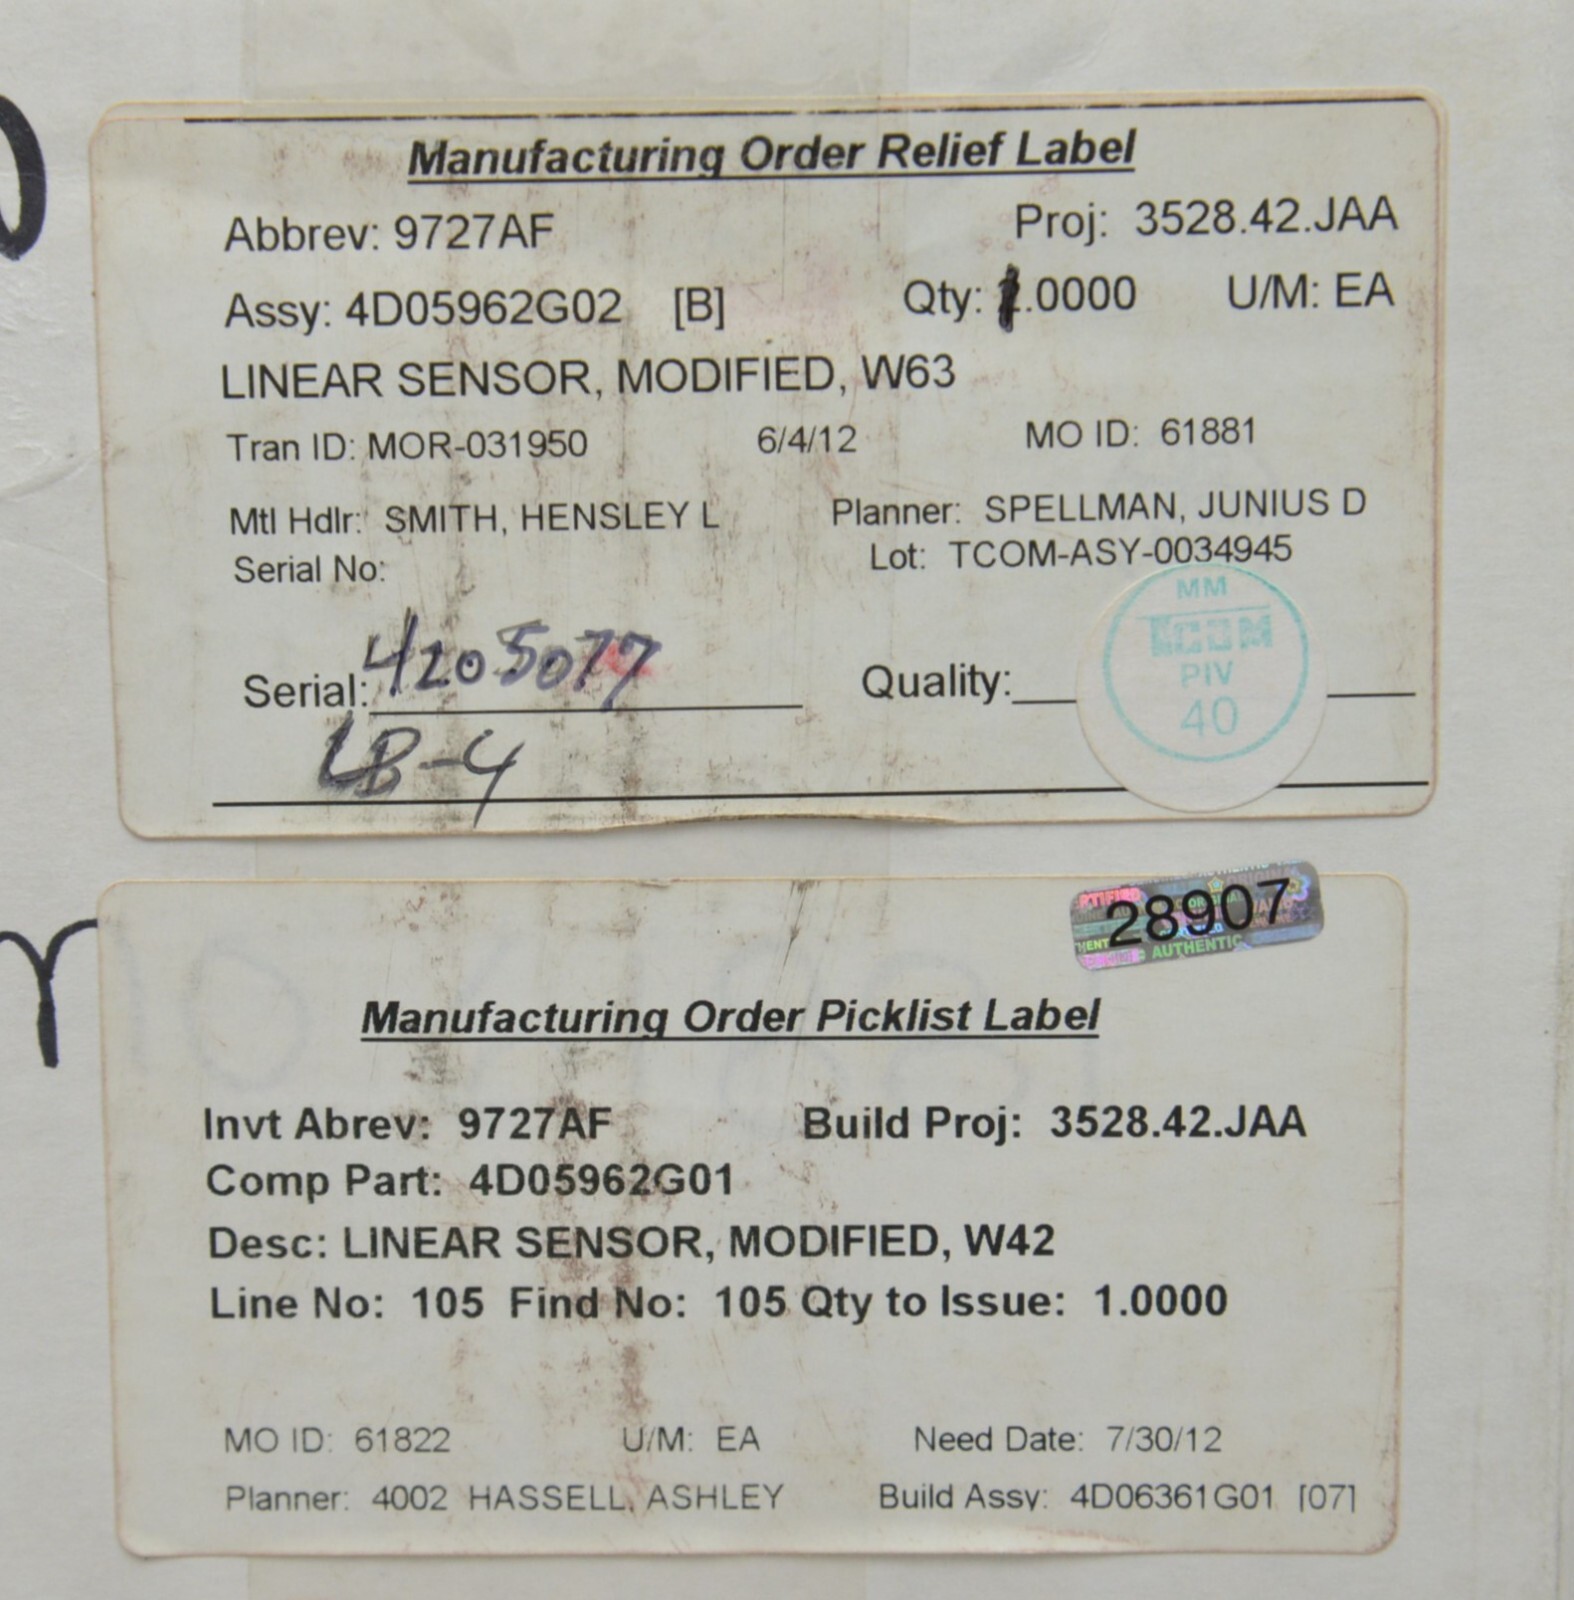 Manufacturing Order Relief Label
Abbrev: 9727AF Proj: 3528.42.JAA
Assy: 4D05962G02 [B] Qty: 1.0000 U/M: EA
LINEAR SENSOR, MODIFIED, W63
Tran ID: MOR-031950 6/4/12 MO ID: 61881
Mtl Hdlr: SMITH, HENSLEY L Planner: SPELLMAN, JUNIUS D
Serial No: Lot: TCOM-ASY-0034945
MM
TCOM
PIV
40
Serial: 4205077 Quality:
LB-4
28907
AUTHENTIC
Manufacturing Order Picklist Label
Invt Abrev: 9727AF Build Proj: 3528.42.JAA
Comp Part: 4D05962G01
Desc: LINEAR SENSOR, MODIFIED, W42
Line No: 105 Find No: 105 Qty to Issue: 1.0000
MO ID: 61822 U/M: EA Need Date: 7/30/12
Planner: 4002 HASSELL, ASHLEY Build Assy: 4D06361G01 [07]